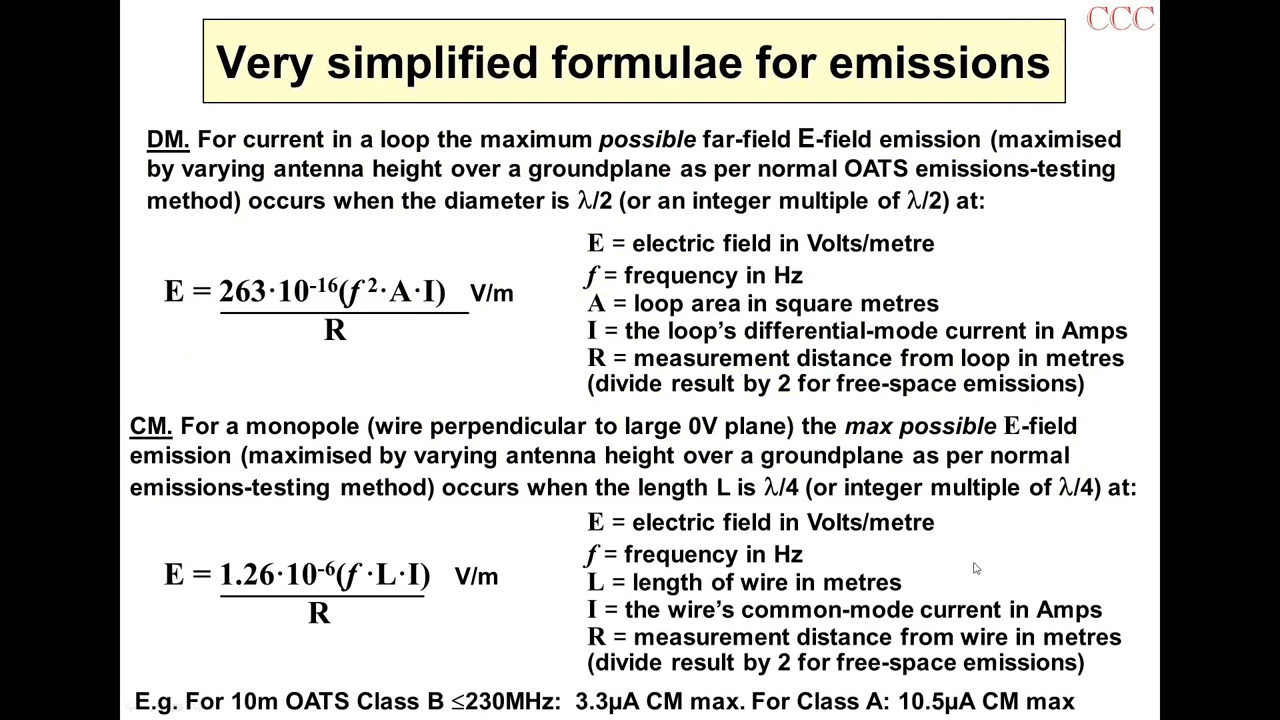 CCC
Very simplified formulae for emissions
DM. For current in a loop the maximum possible far-field E-field emission (maximised
by varying antenna height over a groundplane as per normal OATS emissions-testing
method) occurs when the diameter is λ/2 (or an integer multiple of λ/2) at:
E = 263·10⁻¹⁶(f ²·A·I) V/m
R
E = electric field in Volts/metre
f = frequency in Hz
A = loop area in square metres
I = the loop’s differential-mode current in Amps
R = measurement distance from loop in metres
(divide result by 2 for free-space emissions)
CM. For a monopole (wire perpendicular to large 0V plane) the max possible E-field
emission (maximised by varying antenna height over a groundplane as per normal
emissions-testing method) occurs when the length L is λ/4 (or integer multiple of λ/4) at:
E = 1.26·10⁻⁶(f ·L·I) V/m
R
E = electric field in Volts/metre
f = frequency in Hz
L = length of wire in metres
I = the wire’s common-mode current in Amps
R = measurement distance from wire in metres
(divide result by 2 for free-space emissions)
E.g. For 10m OATS Class B ≤230MHz: 3.3µA CM max. For Class A: 10.5µA CM max